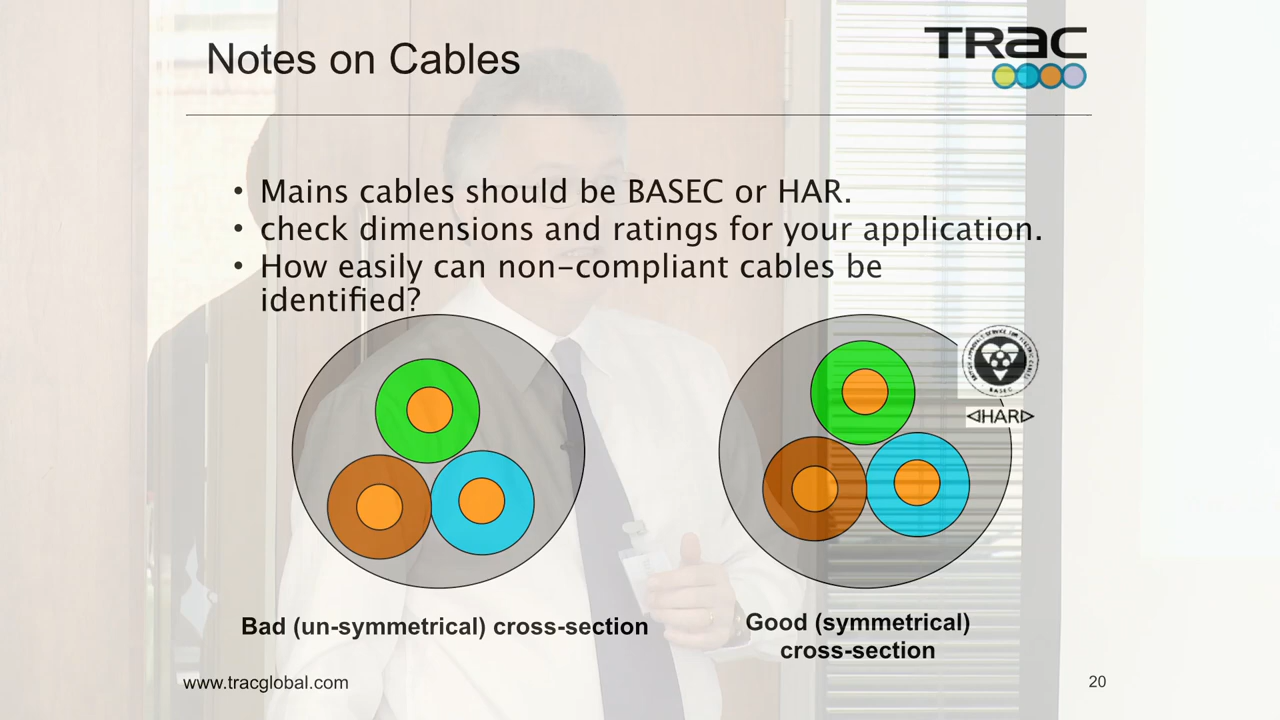 Notes on Cables
TRaC
• Mains cables should be BASEC or HAR.
• check dimensions and ratings for your application.
• How easily can non-compliant cables be
identified?
BASEC
◁HAR▷
Bad (un-symmetrical) cross-section
Good (symmetrical)
cross-section
www.tracglobal.com
20